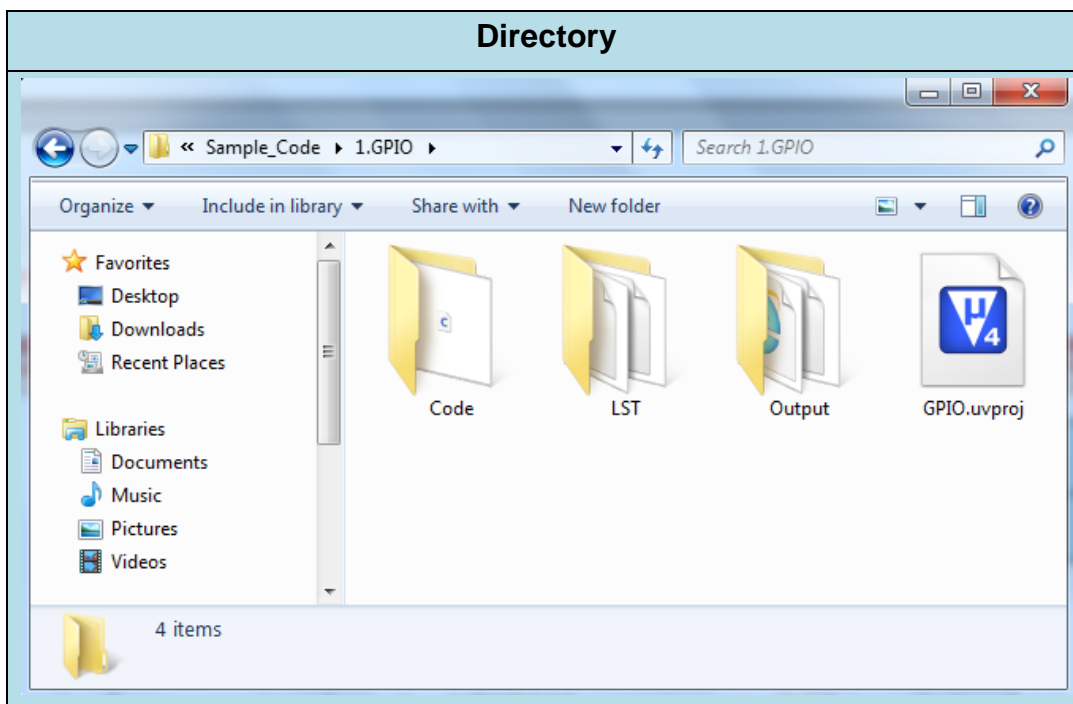 Directory
« Sample_Code ▸ 1.GPIO ▸
Search 1.GPIO
Organize ▾ Include in library ▾ Share with ▾ New folder
Favorites
Desktop
Downloads
Recent Places
Libraries
Documents
Music
Pictures
Videos
c
µ4
Code LST Output GPIO.uvproj
4 items